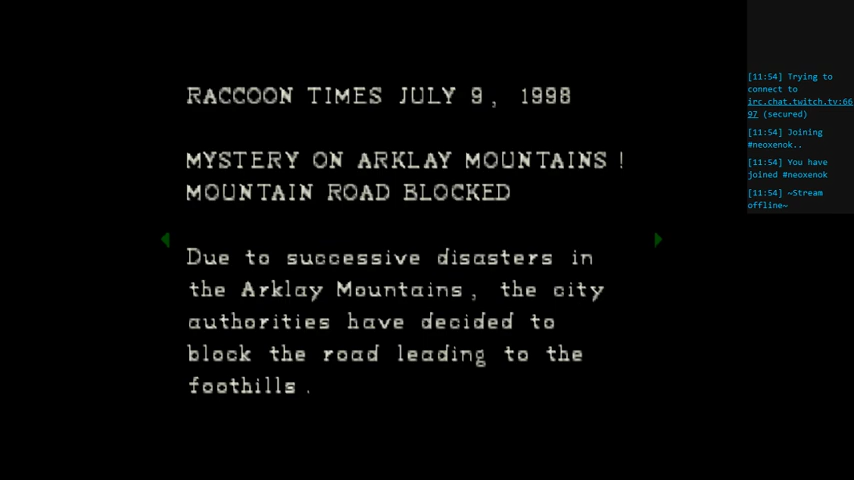 RACCOON TIMES JULY 9, 1998
MYSTERY ON ARKLAY MOUNTAINS!
MOUNTAIN ROAD BLOCKED
Due to successive disasters in
the Arklay Mountains, the city
authorities have decided to
block the road leading to the
foothills.
[11:54] Trying to
connect to
irc.chat.twitch.tv:66
97 (secured)
[11:54] Joining
#neoxenok..
[11:54] You have
joined #neoxenok
[11:54] ~Stream
offline~